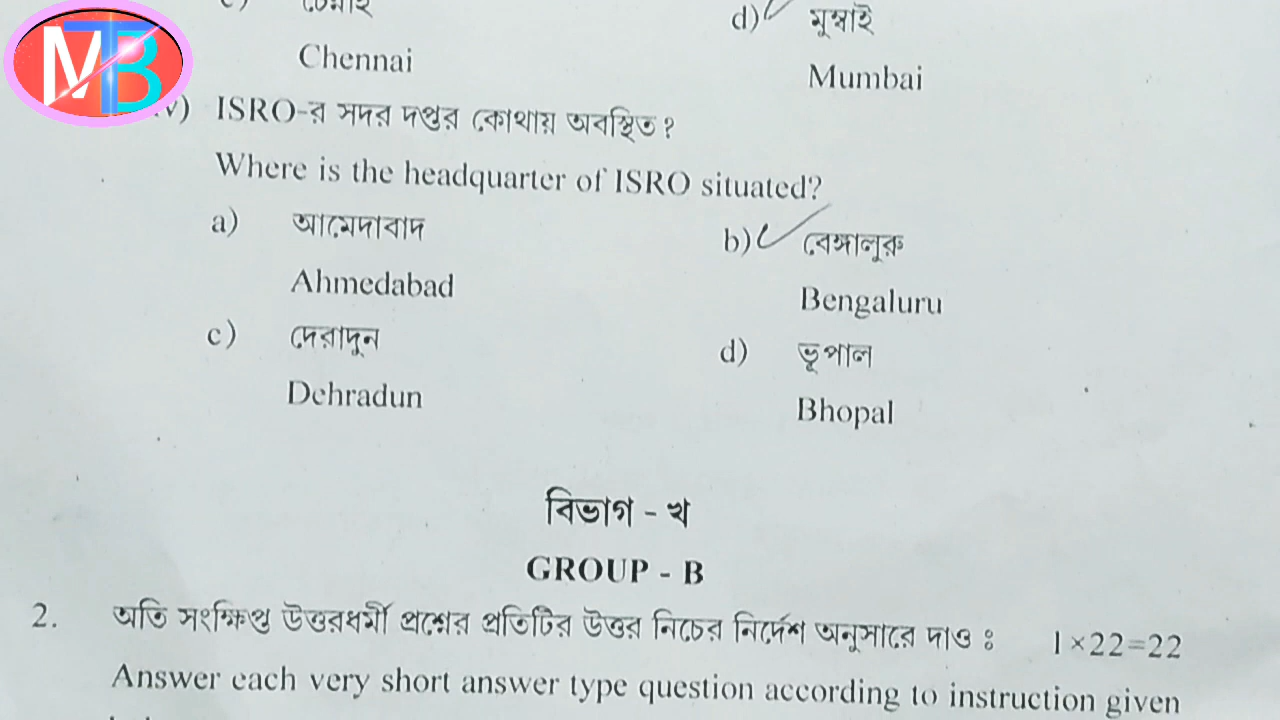 চেন্নাই
d) মুম্বাই
Chennai
Mumbai
MTB
iv) ISRO-র সদর দপ্তর কোথায় অবস্থিত ?
Where is the headquarter of ISRO situated?
a) আমেদাবাদ
b) বেঙ্গালুরু
Ahmedabad
Bengaluru
c) দেরাদুন
d) ভূপাল
Dehradun
Bhopal
বিভাগ - খ
GROUP - B
2. অতি সংক্ষিপ্ত উত্তরধর্মী প্রশ্নের প্রতিটির উত্তর নিচের নির্দেশ অনুসারে দাও ঃ 1×22=22
Answer each very short answer type question according to instruction given